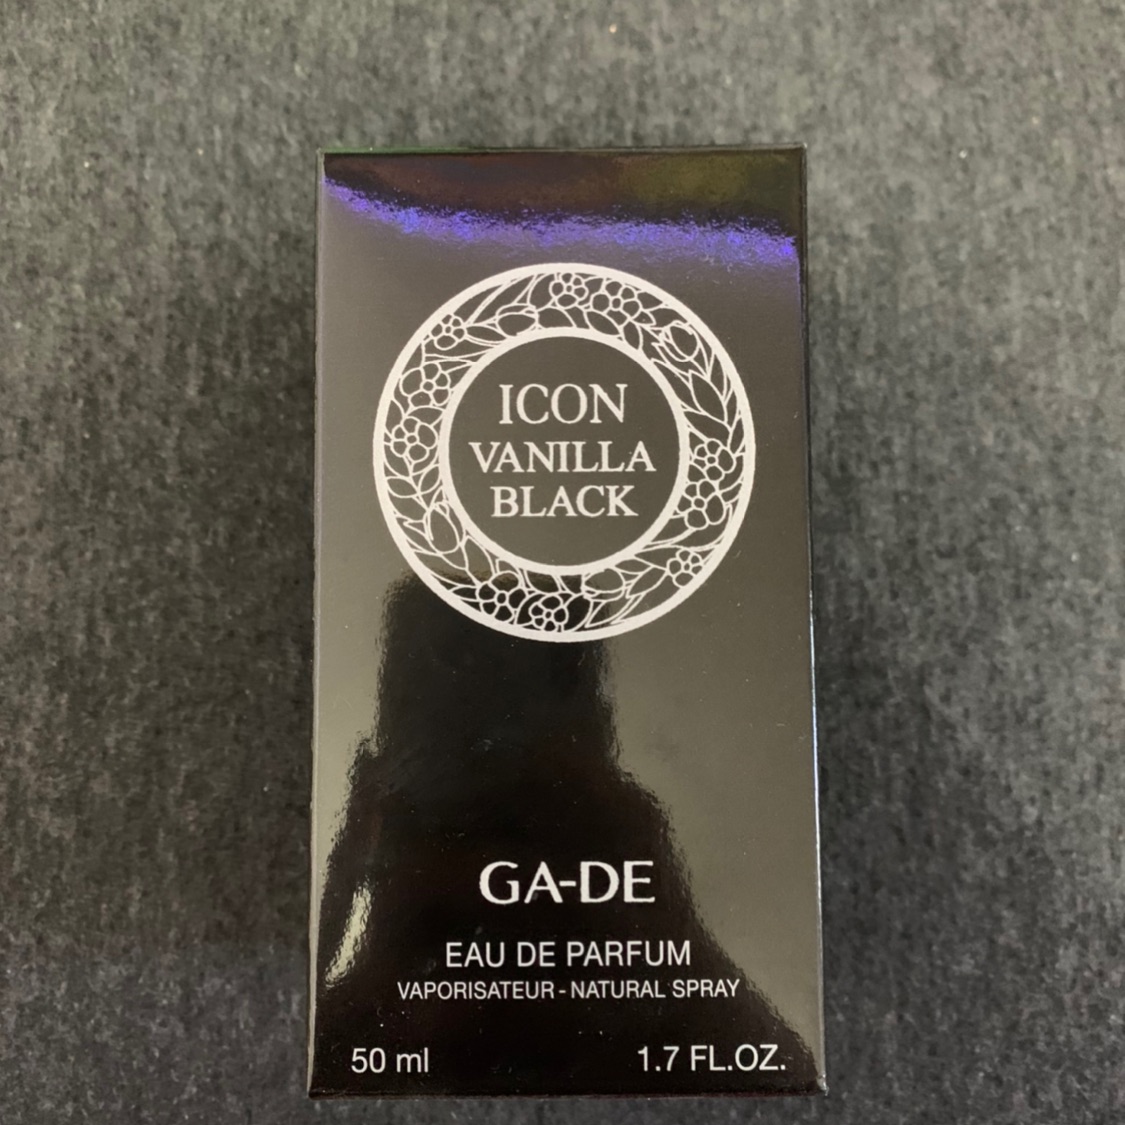 ICON
VANILLA
BLACK
GA-DE
EAU DE PARFUM
VAPORISATEUR - NATURAL SPRAY
50 ml 1.7 FL.OZ.